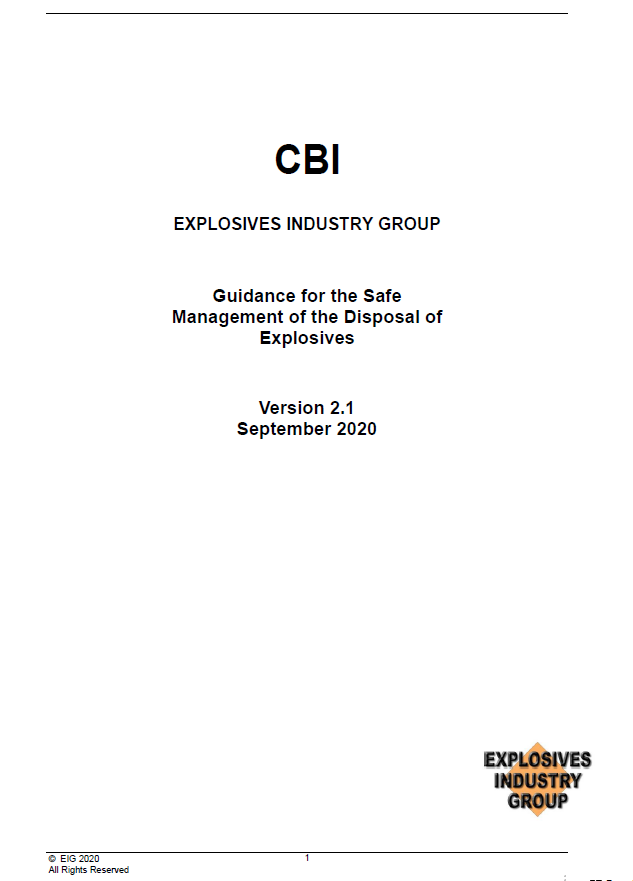 CBI
EXPLOSIVES INDUSTRY GROUP
Guidance for the Safe
Management of the Disposal of
Explosives
Version 2.1
September 2020
EXPLOSIVES
INDUSTRY
GROUP
© EIG 2020
1
All Rights Reserved